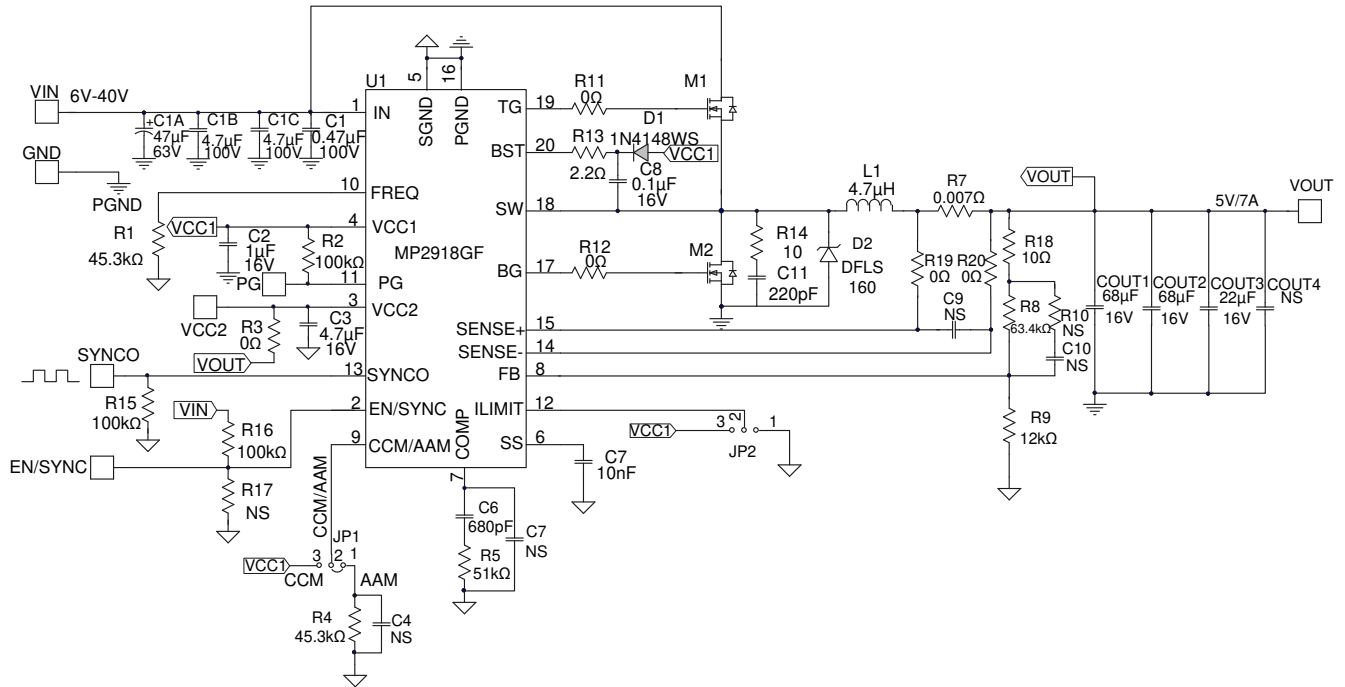 VIN
6V-40V
+C1A
47µF
63V
C1B
4.7µF
100V
C1C
4.7µF
100V
C1
0.47µF
100V
GND
PGND
U1
5
16
SGND
PGND
1
IN
10
FREQ
4
VCC1
MP2918GF
11
PG
3
VCC2
13
SYNCO
2
EN/SYNC
9
CCM/AAM
COMP
7
TG
19
BST
20
SW
18
BG
17
SENSE+
15
SENSE-
14
FB
8
ILIMIT
12
SS
6
R1
45.3kΩ
VCC1
C2
1µF
16V
R2
100kΩ
PG
VCC2
R3
0Ω
VOUT
C3
4.7µF
16V
SYNCO
R15
100kΩ
VIN
R16
100kΩ
EN/SYNC
R17
NS
CCM/AAM
JP1
VCC1
3
2
1
CCM
AAM
R4
45.3kΩ
C4
NS
C6
680pF
R5
51kΩ
C7
NS
C7
10nF
R11
0Ω
M1
D1
1N4148WS
R13
2.2Ω
VCC1
C8
0.1µF
16V
R12
0Ω
M2
L1
4.7µH
R7
0.007Ω
R14
10
C11
220pF
D2
DFLS
160
R19
0Ω
R20
0Ω
C9
NS
VOUT
R18
10Ω
R8
63.4kΩ
R10
NS
C10
NS
R9
12kΩ
VCC1
3
2
1
JP2
5V/7A
VOUT
COUT1
68µF
16V
COUT2
68µF
16V
COUT3
22µF
16V
COUT4
NS